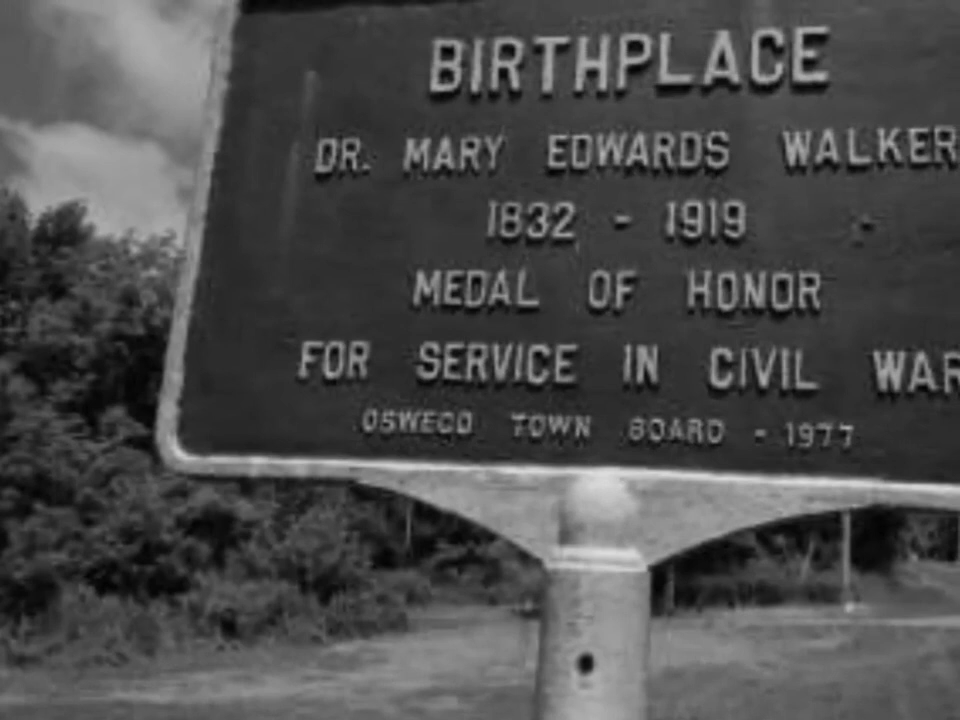 BIRTHPLACE
DR. MARY EDWARDS WALKER
1832 - 1919
MEDAL OF HONOR
FOR SERVICE IN CIVIL WAR
OSWEGO TOWN BOARD - 1977